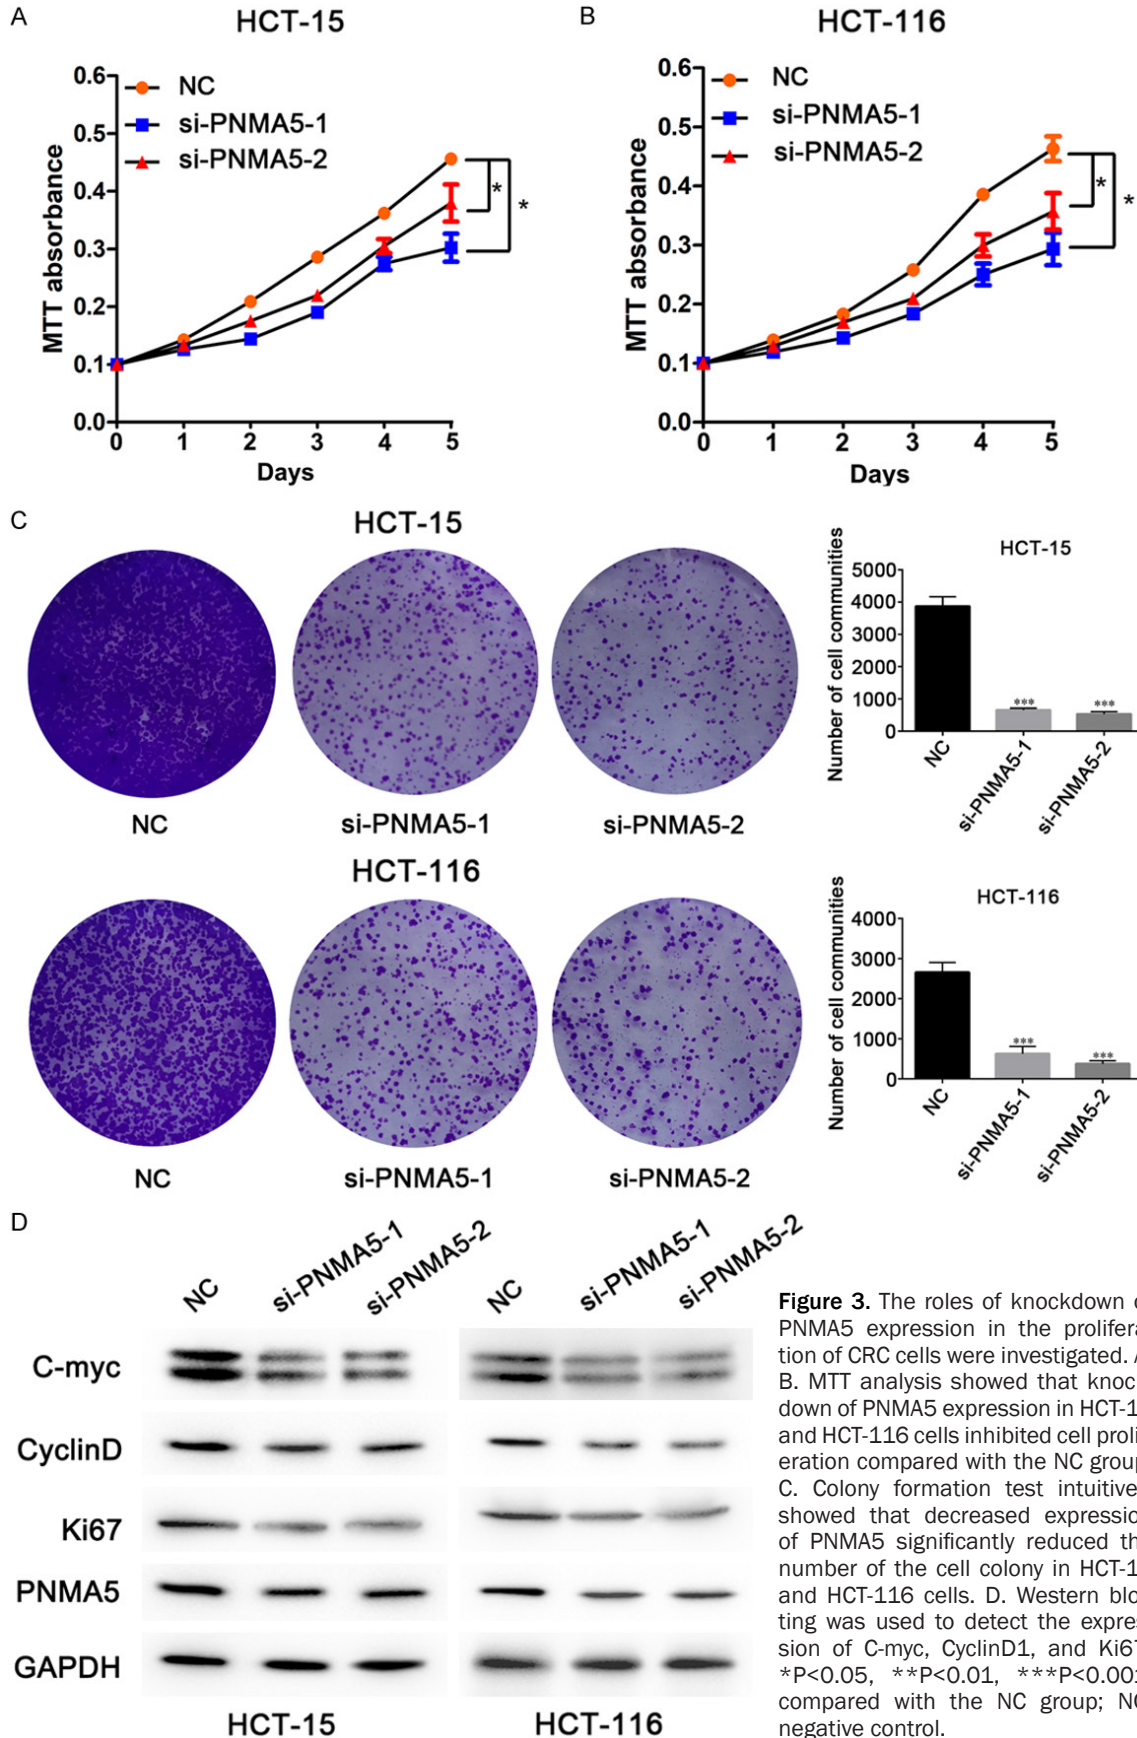 A
HCT-15
0.6
0.5
0.4
0.3
0.2
0.1
0.0
MTT absorbance
NC
si-PNMA5-1
si-PNMA5-2
*
*
0 1 2 3 4 5
Days
B
HCT-116
0.6
0.5
0.4
0.3
0.2
0.1
0.0
MTT absorbance
NC
si-PNMA5-1
si-PNMA5-2
*
*
0 1 2 3 4 5
Days
C
HCT-15
NC
si-PNMA5-1
si-PNMA5-2
HCT-15
Number of cell communities
5000
4000
3000
2000
1000
0
***
***
NC
si-PNMA5-1
si-PNMA5-2
HCT-116
NC
si-PNMA5-1
si-PNMA5-2
HCT-116
Number of cell communities
4000
3000
2000
1000
0
***
***
NC
si-PNMA5-1
si-PNMA5-2
D
NC si-PNMA5-1 si-PNMA5-2 NC si-PNMA5-1 si-PNMA5-2
C-myc
CyclinD
Ki67
PNMA5
GAPDH
HCT-15 HCT-116
Figure 3. The roles of knockdown
PNMA5 expression in the prolifera
tion of CRC cells were investigated.
B. MTT analysis showed that knoc
down of PNMA5 expression in HCT-1
and HCT-116 cells inhibited cell proli
eration compared with the NC group
C. Colony formation test intuitive
showed that decreased expressio
of PNMA5 significantly reduced th
number of the cell colony in HCT-1
and HCT-116 cells. D. Western blo
ting was used to detect the expres
sion of C-myc, CyclinD1, and Ki67
*P<0.05, **P<0.01, ***P<0.001
compared with the NC group; NC
negative control.